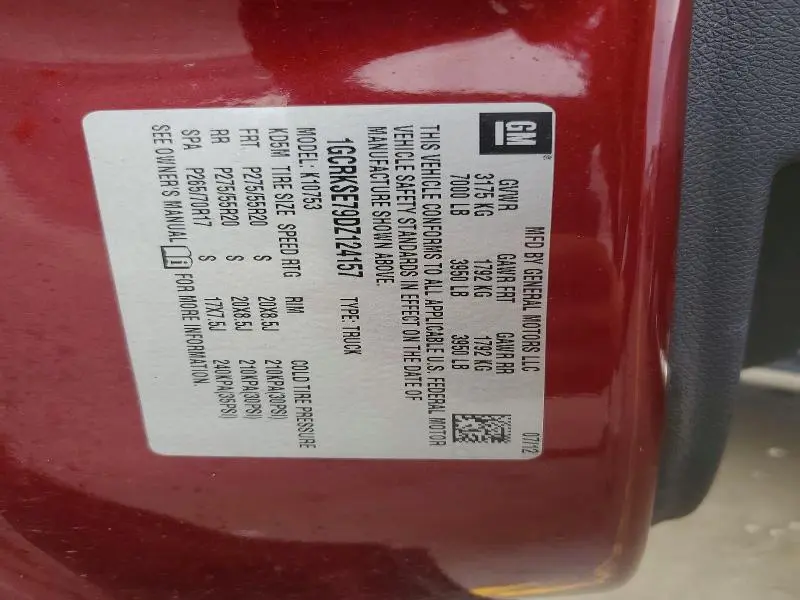 GM
MFD BY GENERAL MOTORS LLC 07/12
GVWR GAWR FRT GAWR RR
3175 KG 1792 KG 1792 KG
7000 LB 3950 LB 3950 LB
THIS VEHICLE CONFORMS TO ALL APPLICABLE U.S. FEDERAL MOTOR
VEHICLE SAFETY STANDARDS IN EFFECT ON THE DATE OF
MANUFACTURE SHOWN ABOVE.
1GCRKSE79DZ124157 TYPE: TRUCK
MODEL: K10753
KD5M TIRE SIZE SPEED RTG RIM COLD TIRE PRESSURE
FRT P275/55R20 S 20X8.5J 210KPA(30PSI)
RR P275/55R20 S 20X8.5J 210KPA(30PSI)
SPA P265/70R17 S 17X7.5J 240KPA(35PSI)
SEE OWNER'S MANUAL FOR MORE INFORMATION.